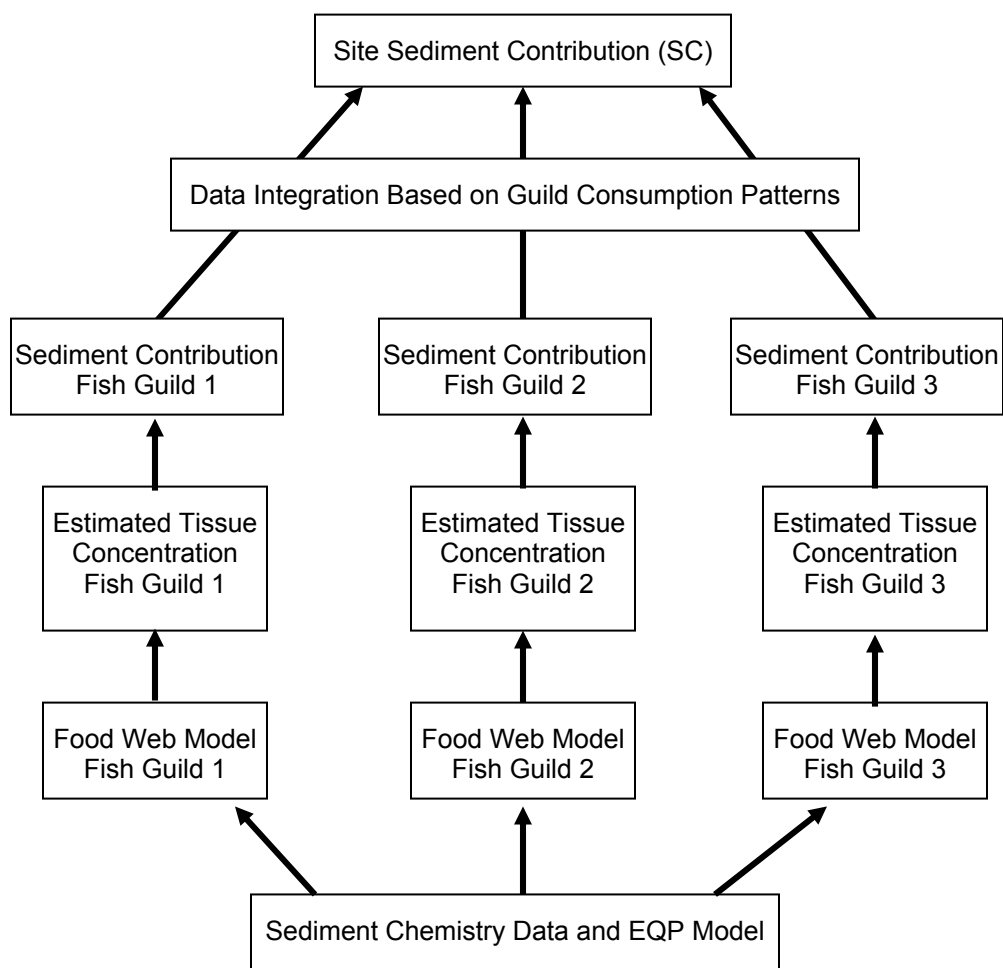 Site Sediment Contribution (SC)
Data Integration Based on Guild Consumption Patterns
Sediment Contribution
Fish Guild 1
Sediment Contribution
Fish Guild 2
Sediment Contribution
Fish Guild 3
Estimated Tissue
Concentration
Fish Guild 1
Estimated Tissue
Concentration
Fish Guild 2
Estimated Tissue
Concentration
Fish Guild 3
Food Web Model
Fish Guild 1
Food Web Model
Fish Guild 2
Food Web Model
Fish Guild 3
Sediment Chemistry Data and EQP Model